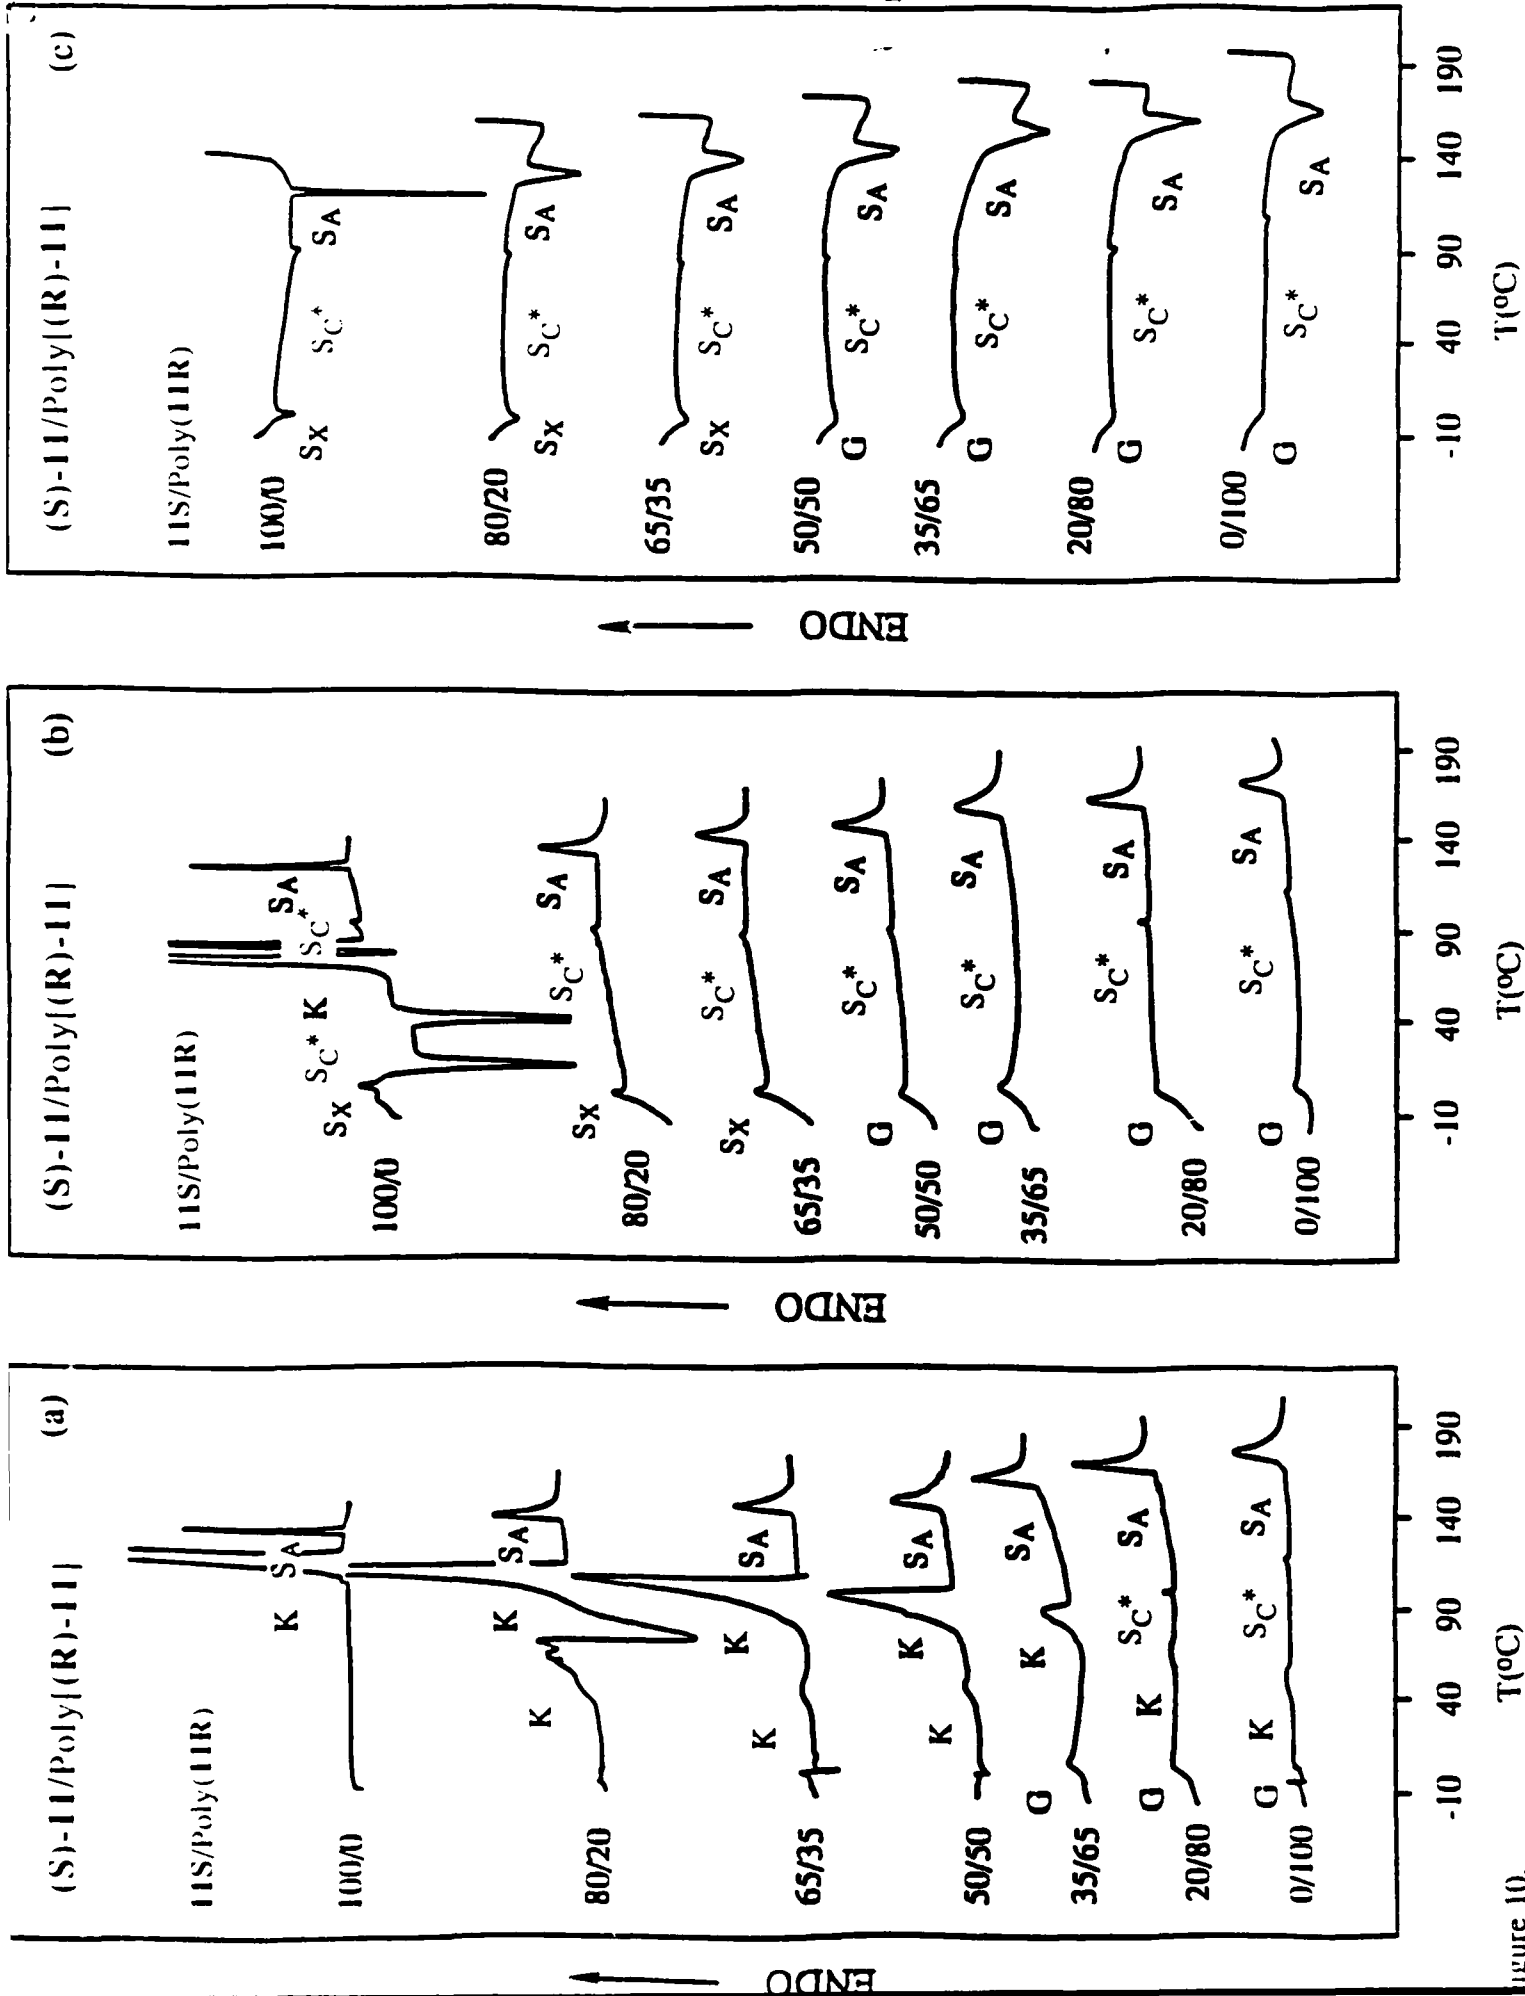 (S)-11/Poly[(R)-11] (a)
11S/Poly(11R)
100/0
K
SA
80/20
K
K
SA
65/35
K
K
SA
50/50
K
K
SA
35/65
G
K
SA
20/80
G
K
SC*
SA
0/100
G
K
SC*
SA
-10 40 90 140 190
T(ºC)
ENDO
(S)-11/Poly[(R)-11] (b)
11S/Poly(11R)
100/0
SX
SC*
K
SC*
SA
80/20
SX
SC*
SA
65/35
SX
SC*
SA
50/50
G
SC*
SA
35/65
G
SC*
SA
20/80
G
SC*
SA
0/100
G
SC*
SA
-10 40 90 140 190
T(ºC)
ENDO
(S)-11/Poly[(R)-11] (c)
11S/Poly(11R)
100/0
SX
SC*
SA
80/20
SX
SC*
SA
65/35
SX
SC*
SA
50/50
G
SC*
SA
35/65
G
SC*
SA
20/80
G
SC*
SA
0/100
G
SC*
SA
-10 40 90 140 190
T(ºC)
ENDO
igure 10.